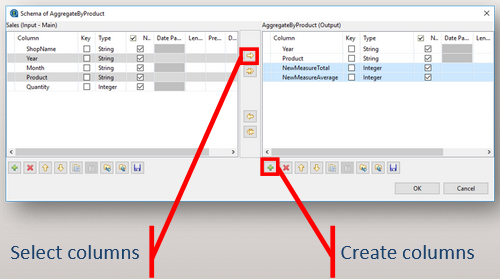 Schema of AggregateByProduct
Sales (Input - Main)
AggregateByProduct (Output)
Column Key Type N.. Date Pa... Len... Pre... D...
ShopName String
Year String
Month String
Product String
Quantity Integer
Column Key Type N.. Date Pa... Len...
Year String
Product String
NewMeasureTotal Integer
NewMeasureAverage Integer
OK Cancel
Select columns
Create columns